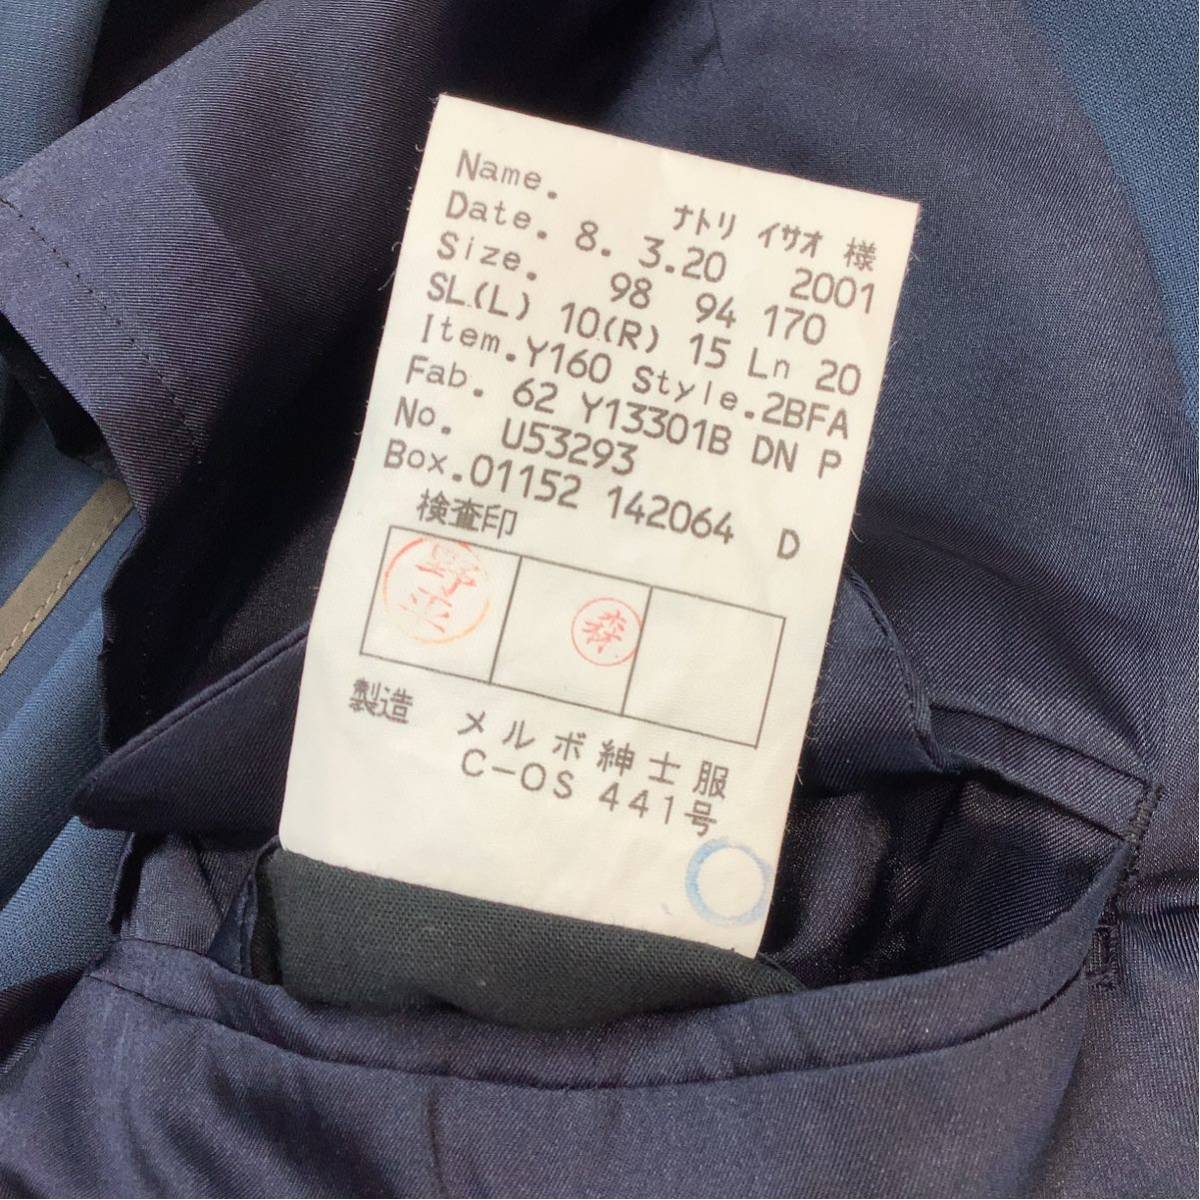 Name. ナトリ イサオ 様
Date. 8. 3.20 2001
Size. 98 94 170
SL(L) 10(R) 15 Ln 20
Item.Y160 Style.2BFA
Fab. 62 Y13301B DN P
No. U53293
Box.01152 142064 D
検査印
野平
森
製造 メルボ紳士服
C-OS 441号